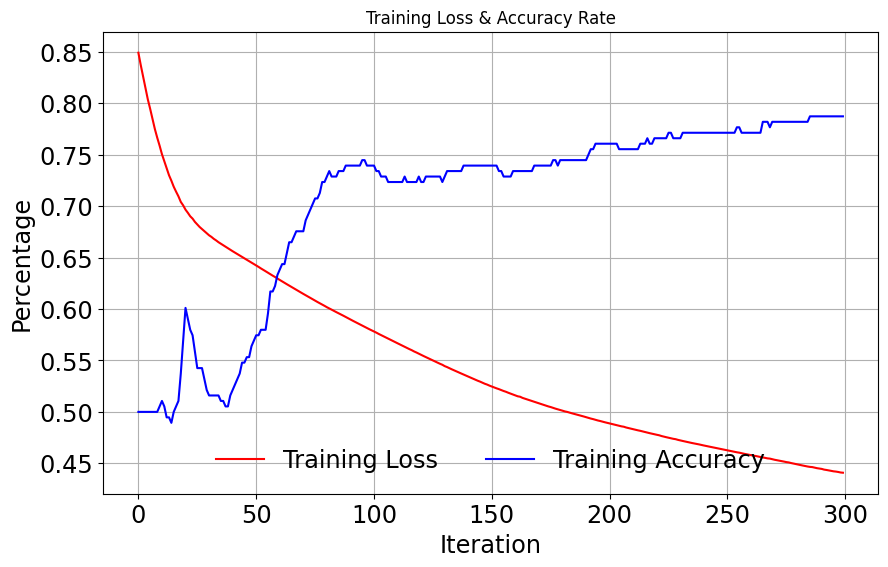 Training Loss & Accuracy Rate
0.85
0.80
0.75
0.70
0.65
0.60
0.55
0.50
0.45
Percentage
Training Loss Training Accuracy
0 50 100 150 200 250 300
Iteration